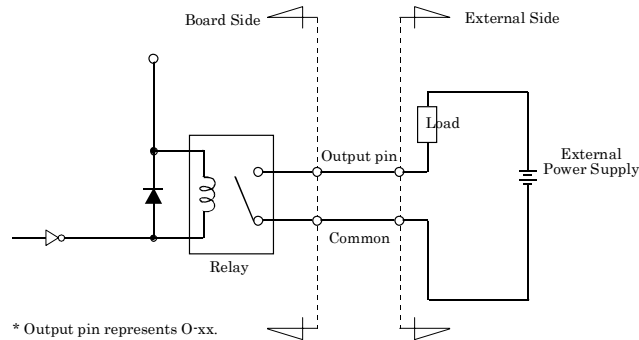 Board Side
External Side
Load
Output pin
External
Power Supply
Common
Relay
* Output pin represents O-xx.